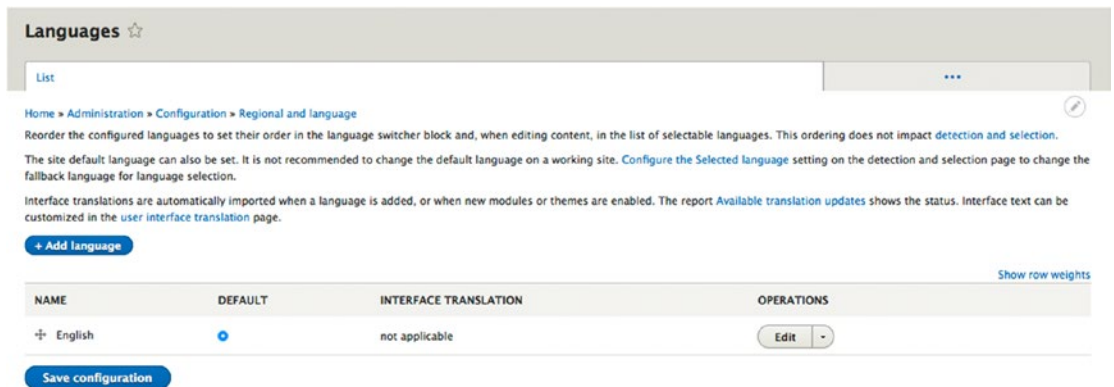 Languages
List
Home » Administration » Configuration » Regional and language
Reorder the configured languages to set their order in the language switcher block and, when editing content, in the list of selectable languages. This ordering does not impact detection and selection.
The site default language can also be set. It is not recommended to change the default language on a working site. Configure the Selected language setting on the detection and selection page to change the
fallback language for language selection.
Interface translations are automatically imported when a language is added, or when new modules or themes are enabled. The report Available translation updates shows the status. Interface text can be
customized in the user interface translation page.
+ Add language
Show row weights
NAME DEFAULT INTERFACE TRANSLATION OPERATIONS
English not applicable Edit
Save configuration